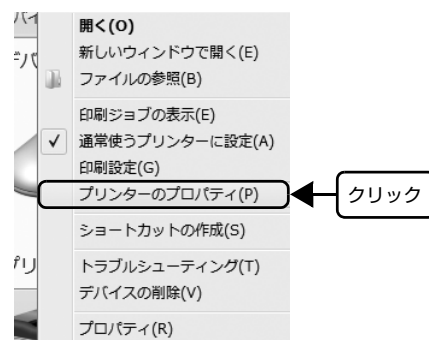 開く(O)
新しいウィンドウで開く(E)
ファイルの参照(B)
印刷ジョブの表示(E)
通常使うプリンターに設定(A)
印刷設定(G)
プリンターのプロパティ(P)
クリック
ショートカットの作成(S)
トラブルシューティング(T)
デバイスの削除(V)
プロパティ(R)